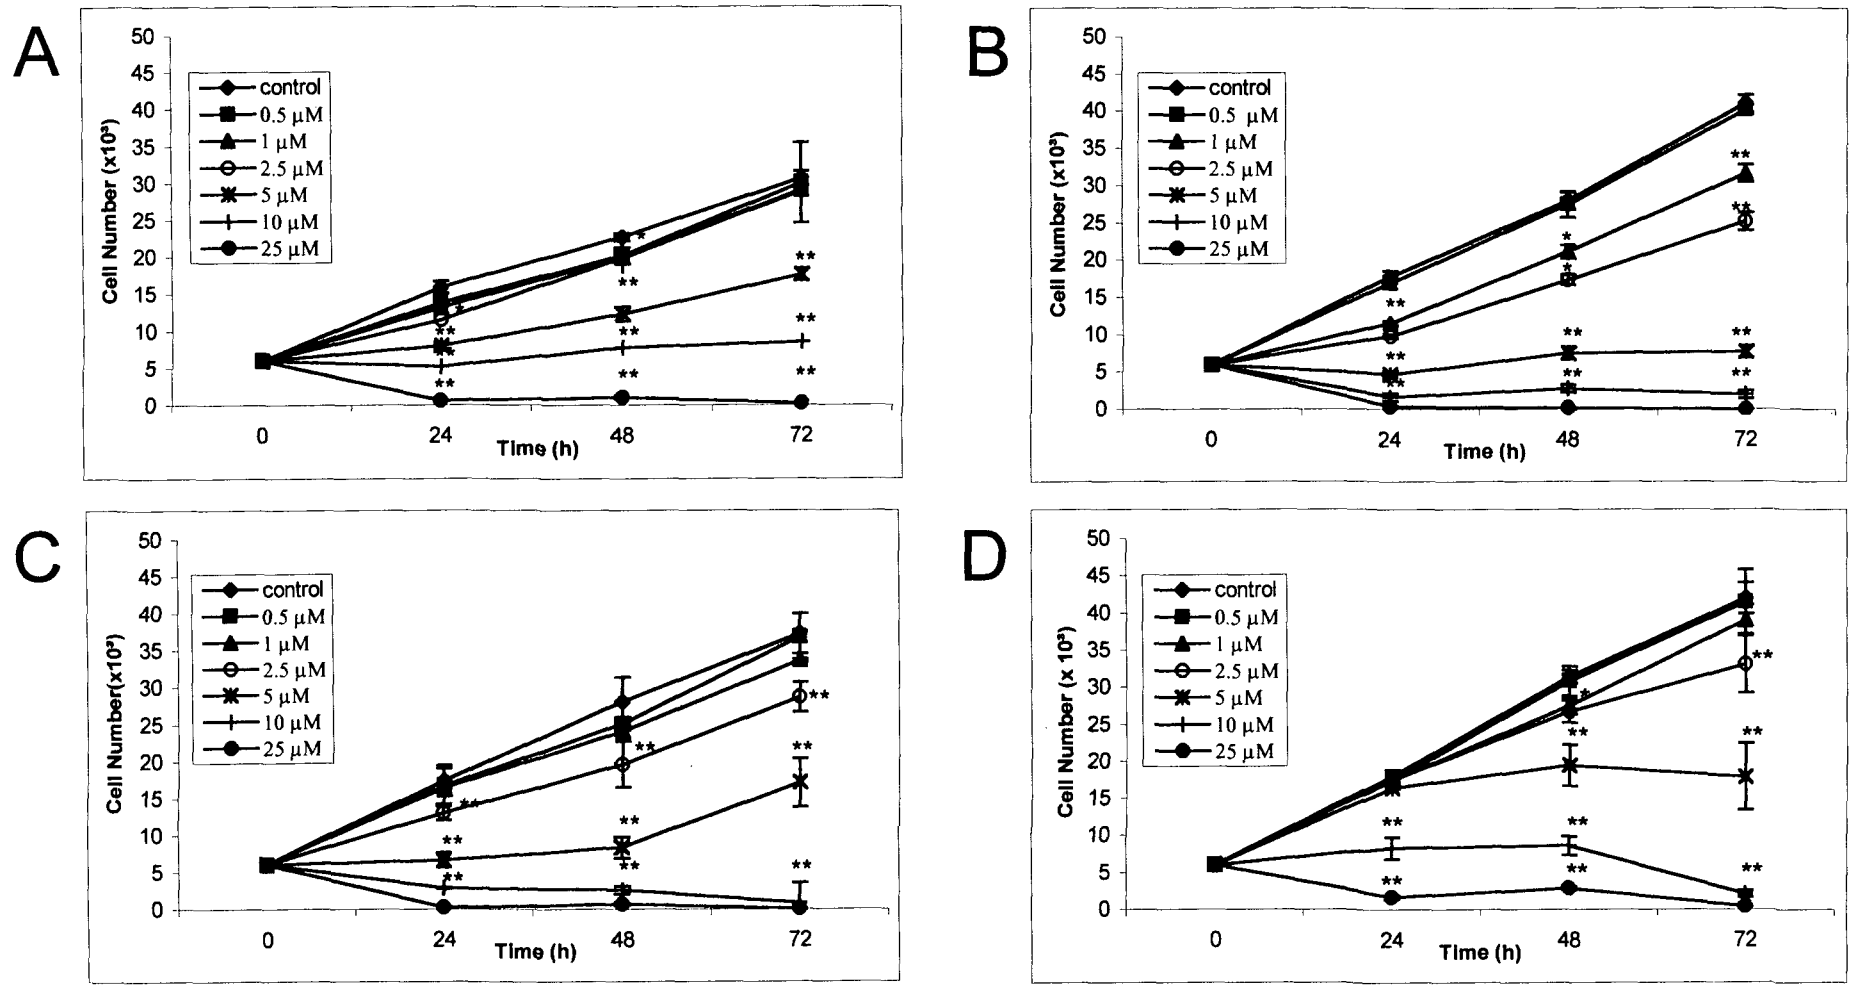 A
50
45
40
35
30
25
20
15
10
5
0
Cell Number (x10³)
control
0.5 µM
1 µM
2.5 µM
5 µM
10 µM
25 µM
*
**
**
*
**
**
**
**
**
**
**
**
0 24 48 72
Time (h)
B
50
45
40
35
30
25
20
15
10
5
0
Cell Number (x10³)
control
0.5 µM
1 µM
2.5 µM
5 µM
10 µM
25 µM
**
**
*
*
**
**
**
**
**
**
**
0 24 48 72
Time (h)
C
50
45
40
35
30
25
20
15
10
5
0
Cell Number(x10³)
control
0.5 µM
1 µM
2.5 µM
5 µM
10 µM
25 µM
**
**
**
**
**
**
**
**
**
0 24 48 72
Time (h)
D
50
45
40
35
30
25
20
15
10
5
0
Cell Number (x 10³)
control
0.5 µM
1 µM
2.5 µM
5 µM
10 µM
25 µM
**
*
**
**
**
**
**
**
**
0 24 48 72
Time (h)